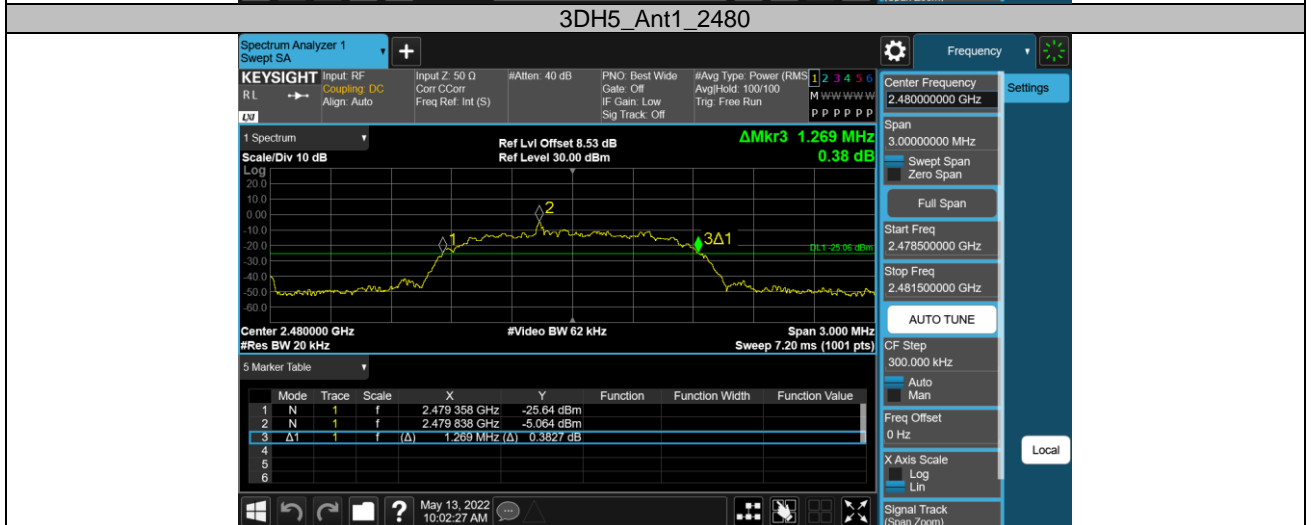 3DH5_Ant1_2480
Spectrum Analyzer 1
Swept SA
Frequency
KEYSIGHT
Input: RF
Input Z: 50 Ω
#Atten: 40 dB
PNO: Best Wide
#Avg Type: Power (RMS
1 2 3 4 5 6
RL
Coupling: DC
Corr CCorr
Gate: Off
Avg|Hold: 100/100
M W W W W W
Align: Auto
Freq Ref: Int (S)
IF Gain: Low
Trig: Free Run
LXI
Sig Track: Off
P P P P P P
Center Frequency
2.480000000 GHz
Settings
1 Spectrum
Ref Lvl Offset 8.53 dB
ΔMkr3 1.269 MHz
Scale/Div 10 dB
Ref Level 30.00 dBm
0.38 dB
Log
20.0
10.0
0.00
-10.0
-20.0
-30.0
-40.0
-50.0
-60.0
1
2
3Δ1
DL1 -25.06 dBm
Center 2.480000 GHz
#Video BW 62 kHz
Span 3.000 MHz
#Res BW 20 kHz
Sweep 7.20 ms (1001 pts)
Span
3.00000000 MHz
Swept Span
Zero Span
Full Span
Start Freq
2.478500000 GHz
Stop Freq
2.481500000 GHz
AUTO TUNE
CF Step
300.000 kHz
Auto
Man
Freq Offset
0 Hz
X Axis Scale
Log
Lin
Signal Track
(Span Zoom)
Local
5 Marker Table
Mode Trace Scale X Y Function Function Width Function Value
1 N 1 f 2.479 358 GHz -25.64 dBm
2 N 1 f 2.479 838 GHz -5.064 dBm
3 Δ1 1 f (Δ) 1.269 MHz (Δ) 0.3827 dB
4
5
6
?
May 13, 2022
10:02:27 AM